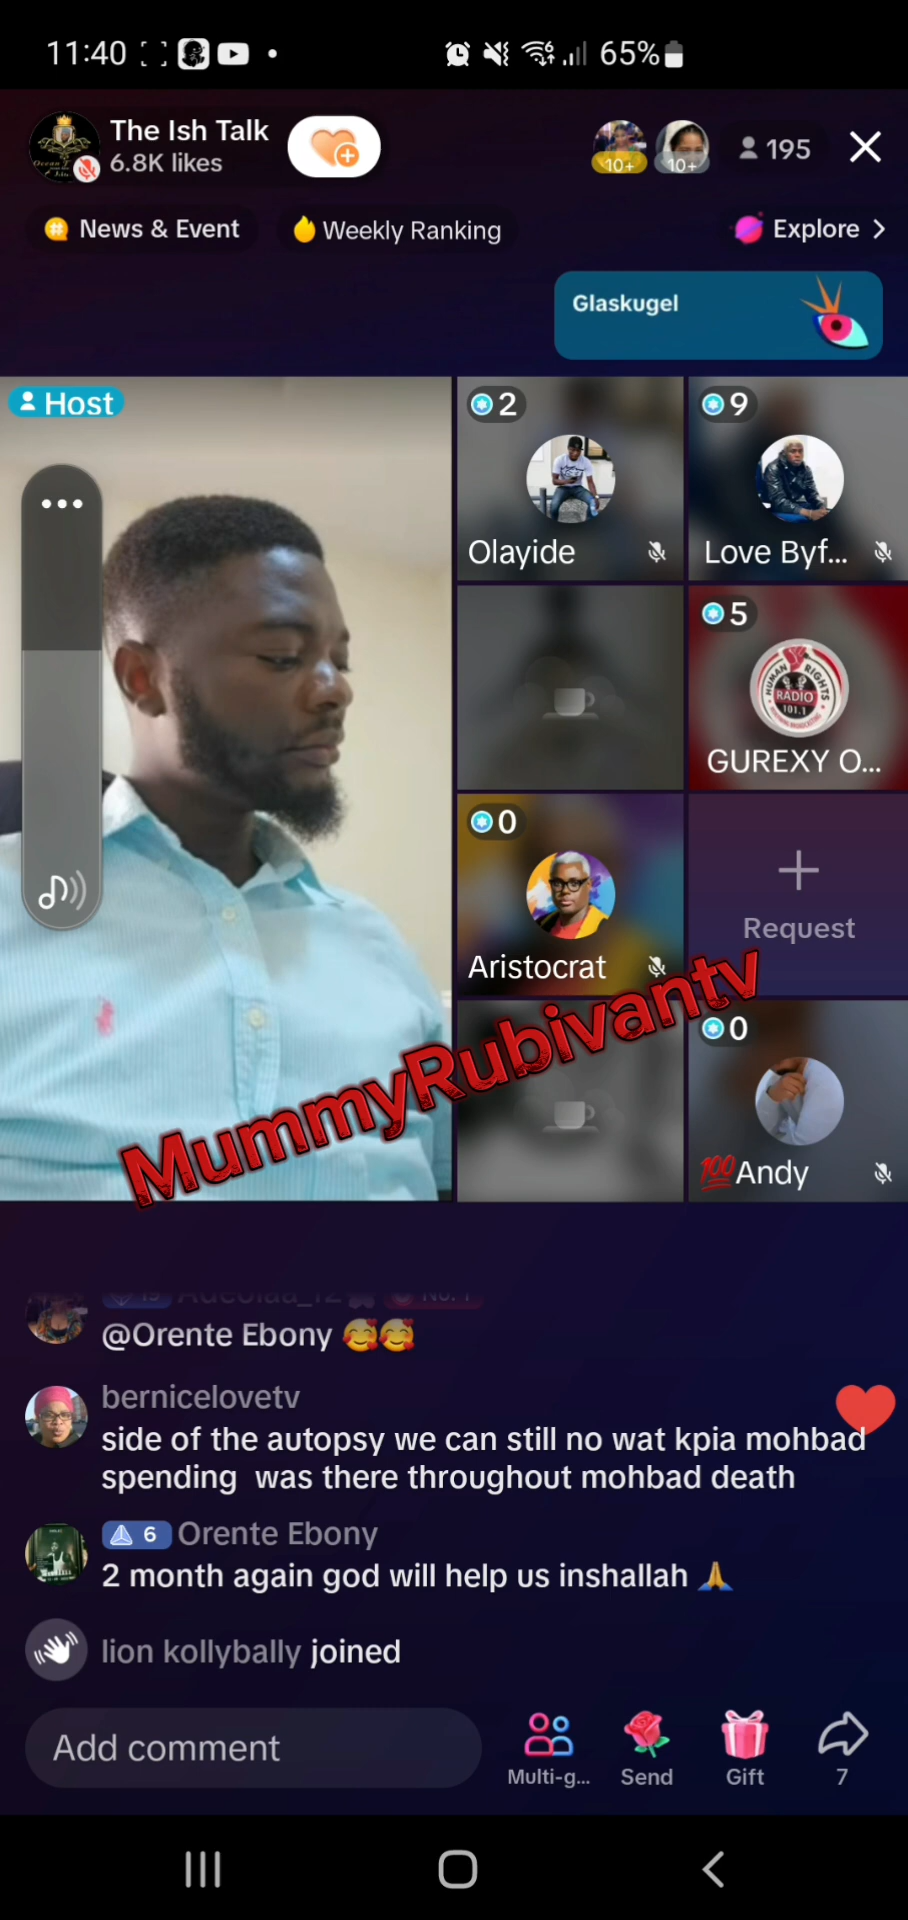 11:40
65%
The Ish Talk
6.8K likes
10+
10+
195
News & Event
Weekly Ranking
Explore >
Glaskugel
Host
2
9
Olayide
Love Byf...
5
HUMAN RIGHTS
RADIO
101.1
GUREXY O...
0
Request
Aristocrat
MummyRubivantv
0
💯Andy
@Orente Ebony 🥰🥰
bernicelovetv
side of the autopsy we can still no wat kpia mohbad
spending was there throughout mohbad death
6 Orente Ebony
2 month again god will help us inshallah 🙏
lion kollybally joined
Add comment
Multi-g...
Send
Gift
7